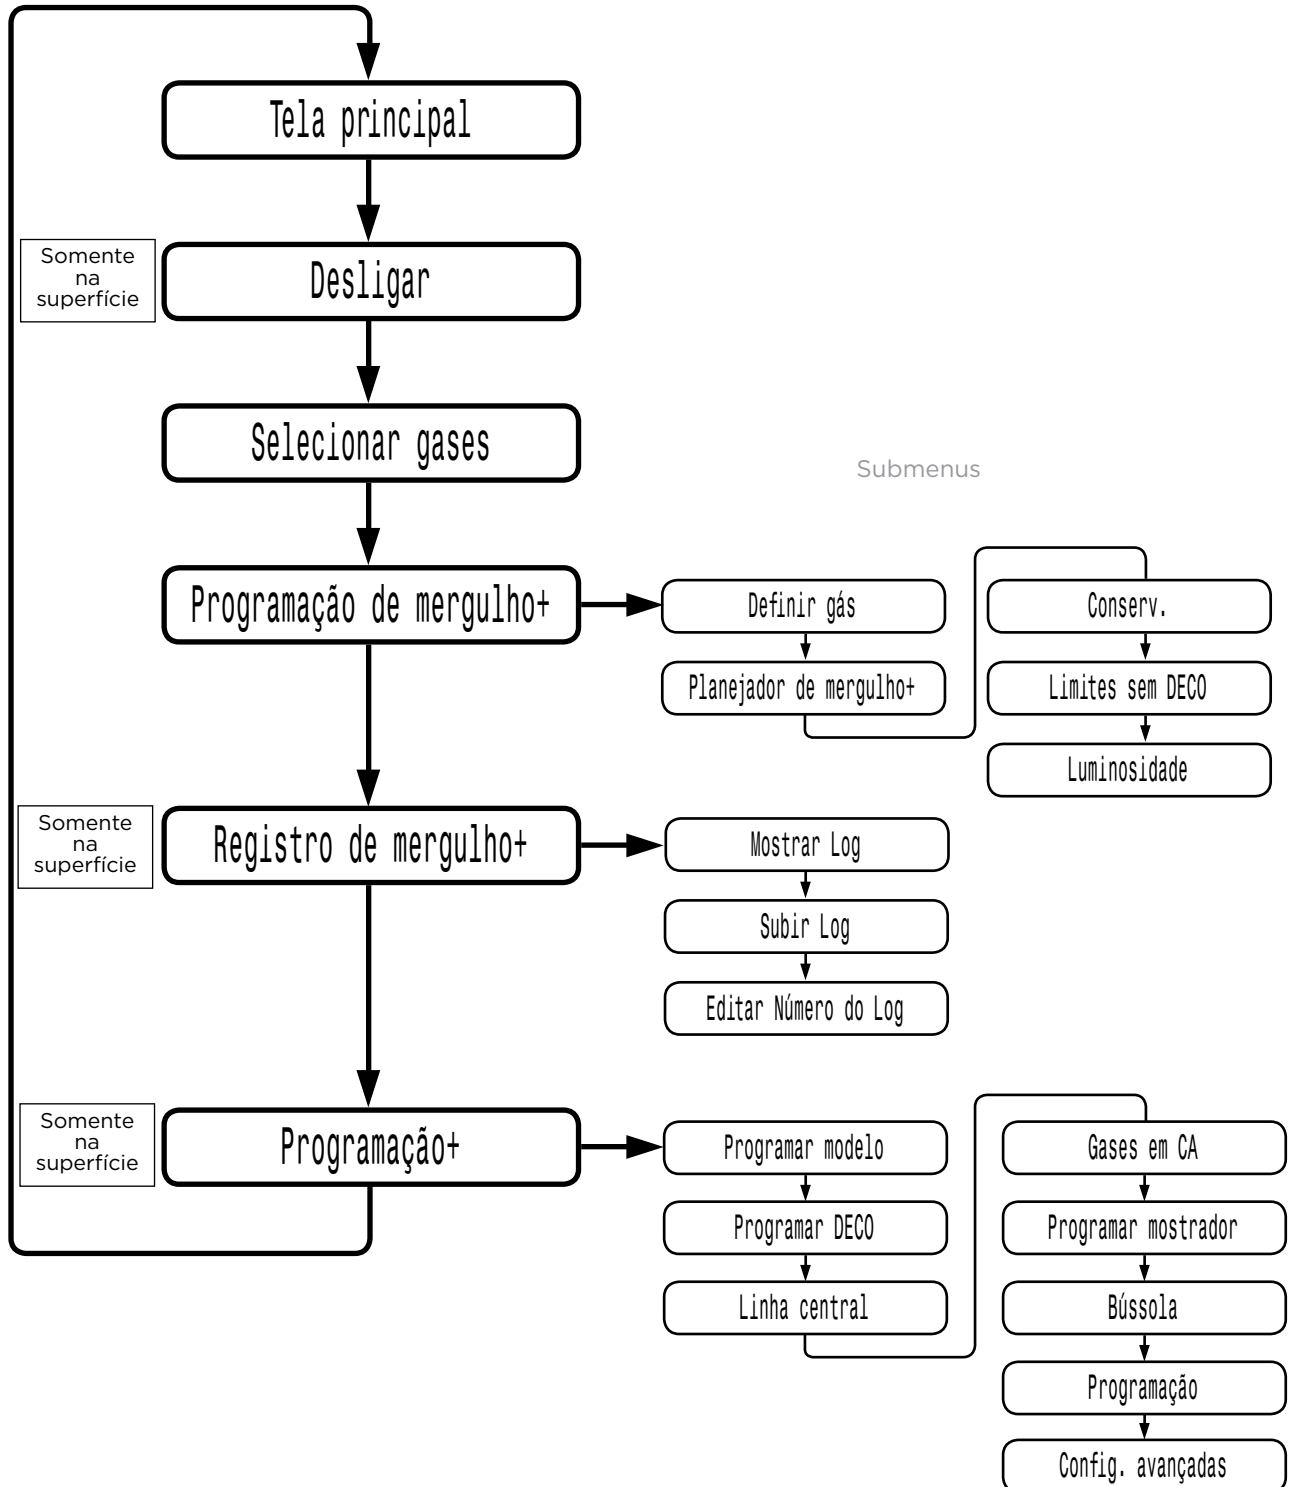 Tela principal
Somente
na
superfície
Desligar
Selecionar gases
Submenus
Programação de mergulho+
Definir gás
Planejador de mergulho+
Conserv.
Limites sem DECO
Luminosidade
Somente
na
superfície
Registro de mergulho+
Mostrar Log
Subir Log
Editar Número do Log
Somente
na
superfície
Programação+
Programar modelo
Programar DECO
Linha central
Gases em CA
Programar mostrador
Bússola
Programação
Config. avançadas